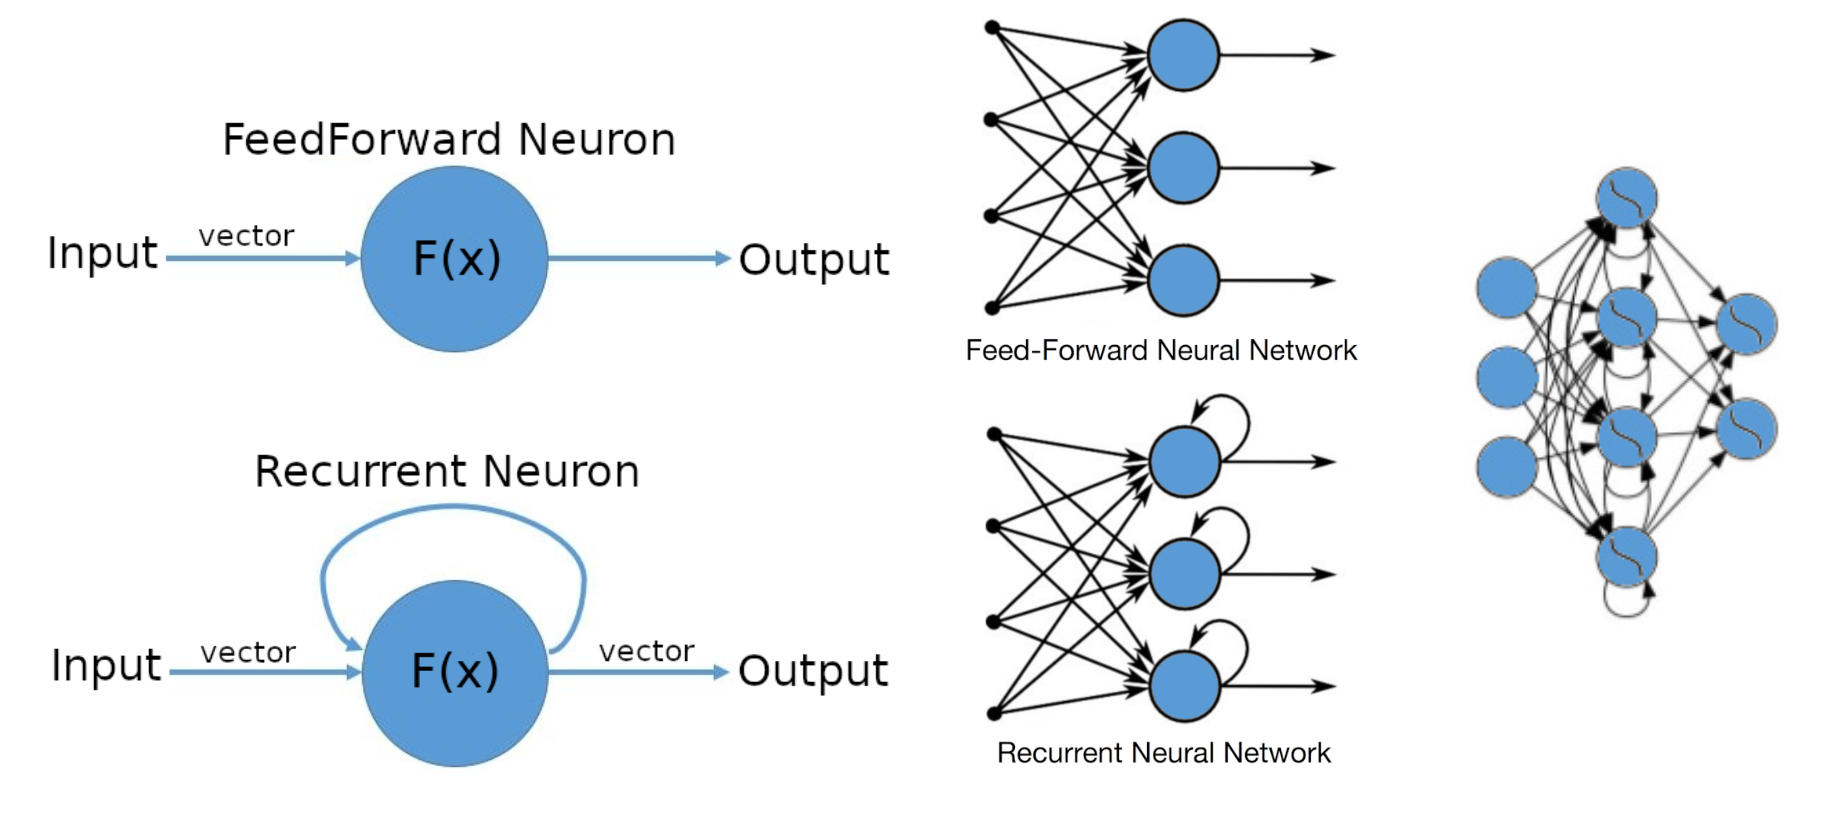 FeedForward Neuron
Input
vector
F(x)
Output
Recurrent Neuron
Input
vector
F(x)
vector
Output
Feed-Forward Neural Network
Recurrent Neural Network